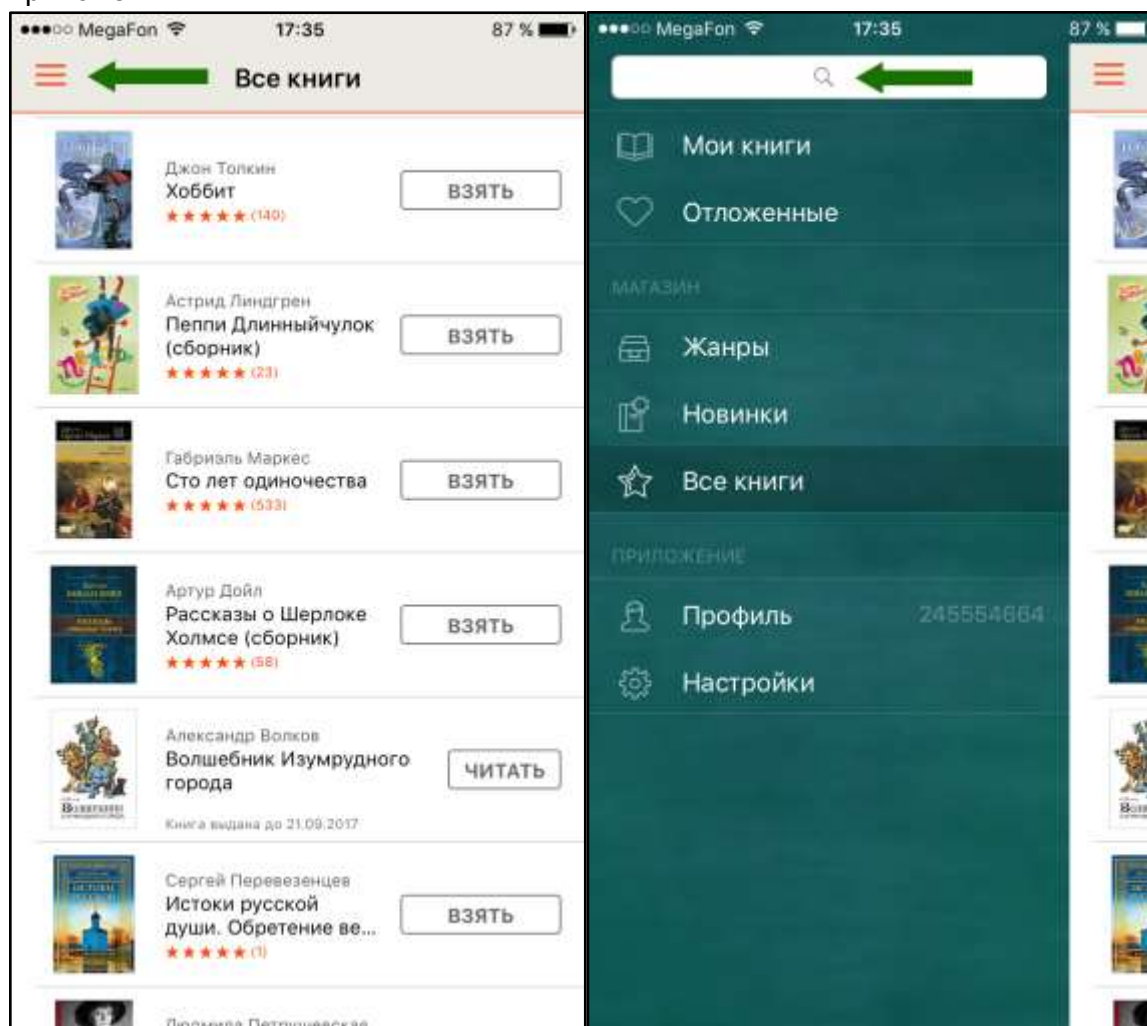 MegaFon 17:35 87 %
Все книги
Джон Толкин
Хоббит
(140)
ВЗЯТЬ
Астрид Линдгрен
Пеппи Длинныйчулок
(сборник)
(23)
ВЗЯТЬ
Габриэль Маркес
Сто лет одиночества
(533)
ВЗЯТЬ
Артур Дойл
Рассказы о Шерлоке
Холмсе (сборник)
(58)
ВЗЯТЬ
Александр Волков
Волшебник Изумрудного
города
Книга выдана до 21.09.2017
ЧИТАТЬ
Сергей Перевезенцев
Истоки русской
души. Обретение ве...
(1)
ВЗЯТЬ
Людмила Петрушевская
MegaFon 17:35 87 %
Мои книги
Отложенные
МАГАЗИН
Жанры
Новинки
Все книги
ПРИЛОЖЕНИЕ
Профиль 245554664
Настройки